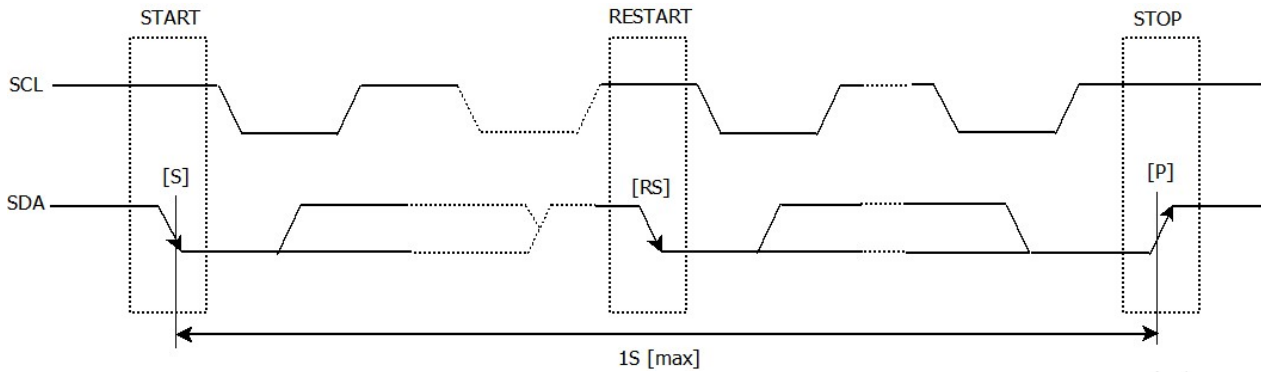 START RESTART STOP
SCL
[S] [RS] [P]
SDA
1S [max]